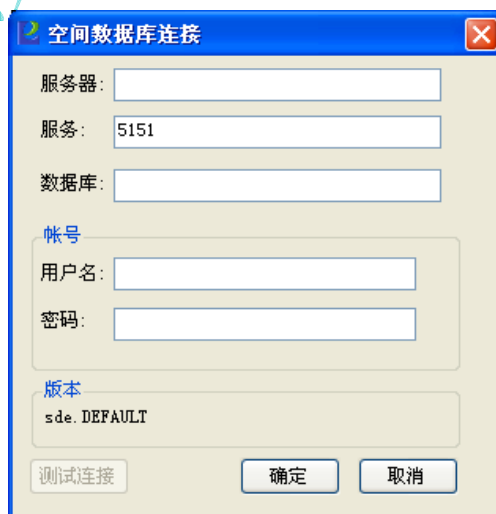 空间数据库连接
服务器:
服务: 5151
数据库:
帐号
用户名:
密码:
版本
sde.DEFAULT
测试连接 确定 取消